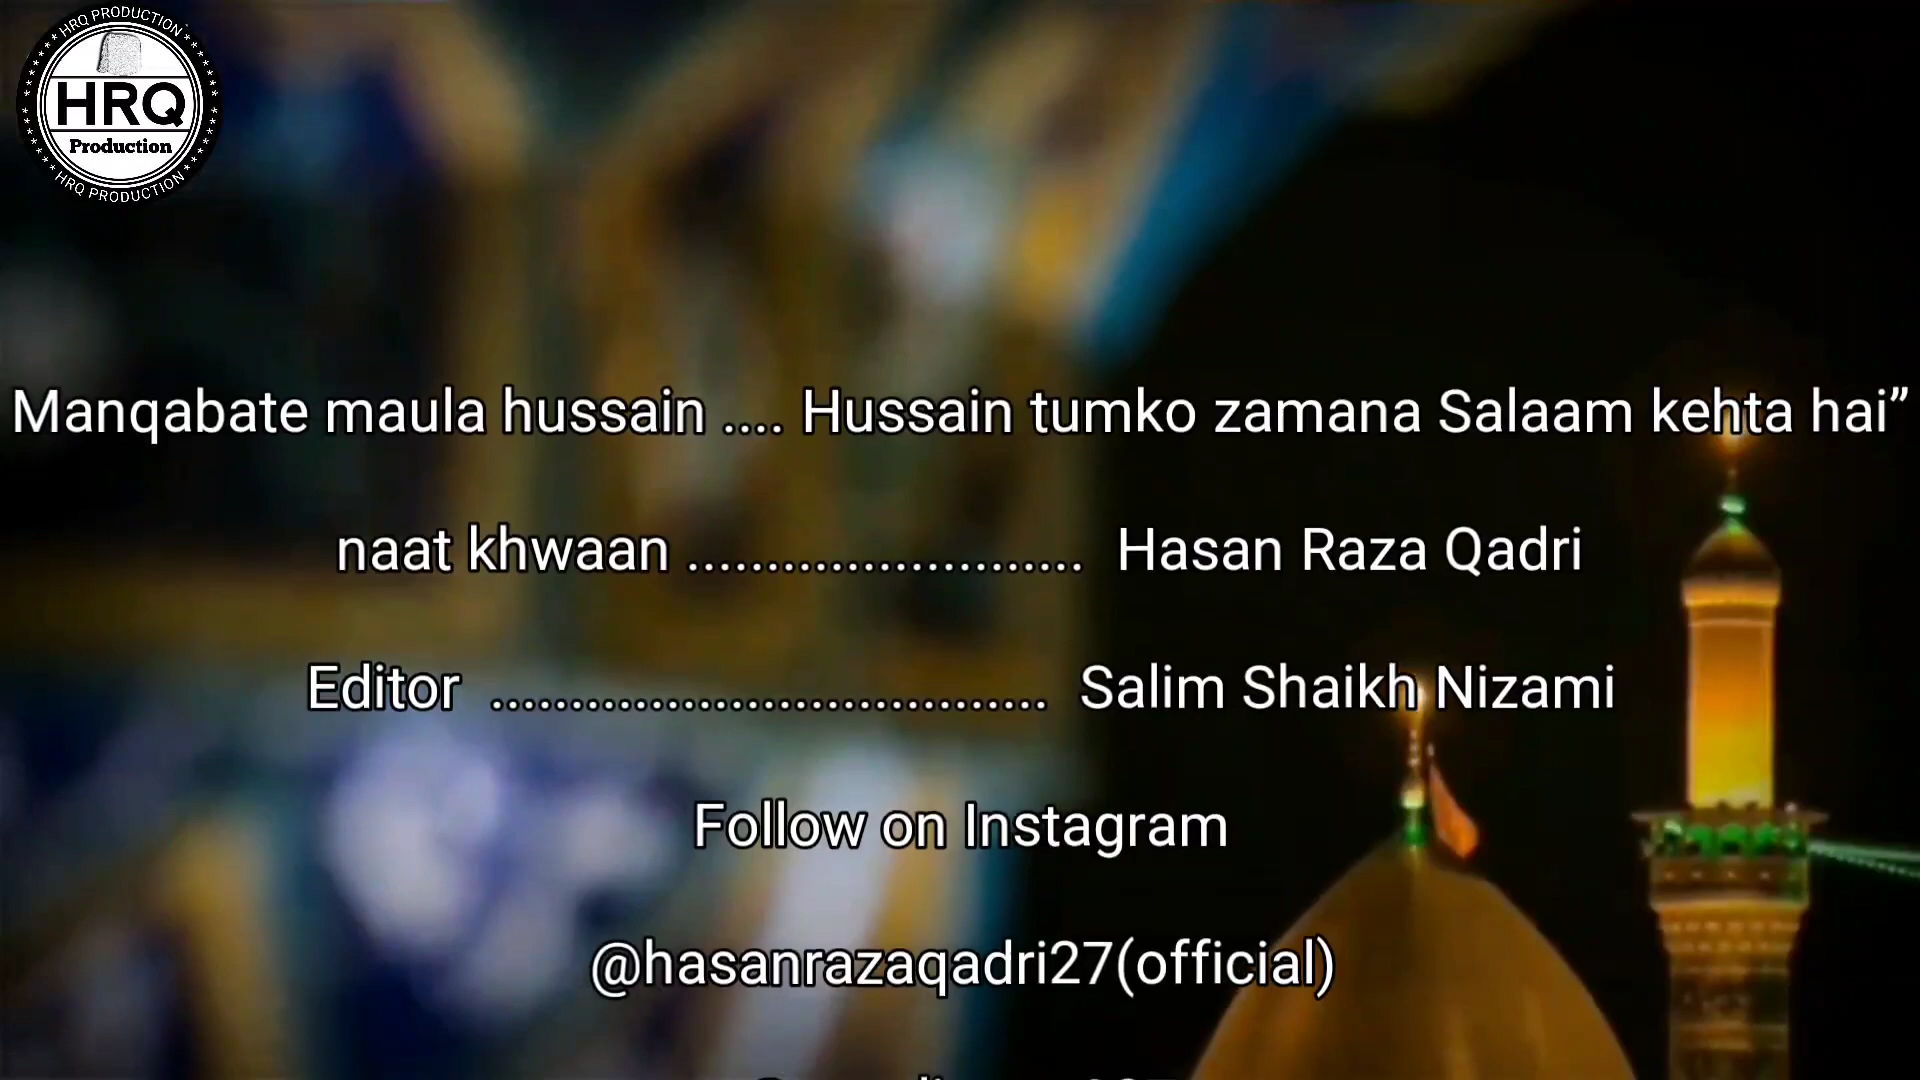 HRQ PRODUCTION
HRQ
Production
HRQ PRODUCTION
Manqabate maula hussain .... Hussain tumko zamana Salaam kehta hai”
naat khwaan ......................... Hasan Raza Qadri
Editor ................................... Salim Shaikh Nizami
Follow on Instagram
@hasanrazaqadri27(official)